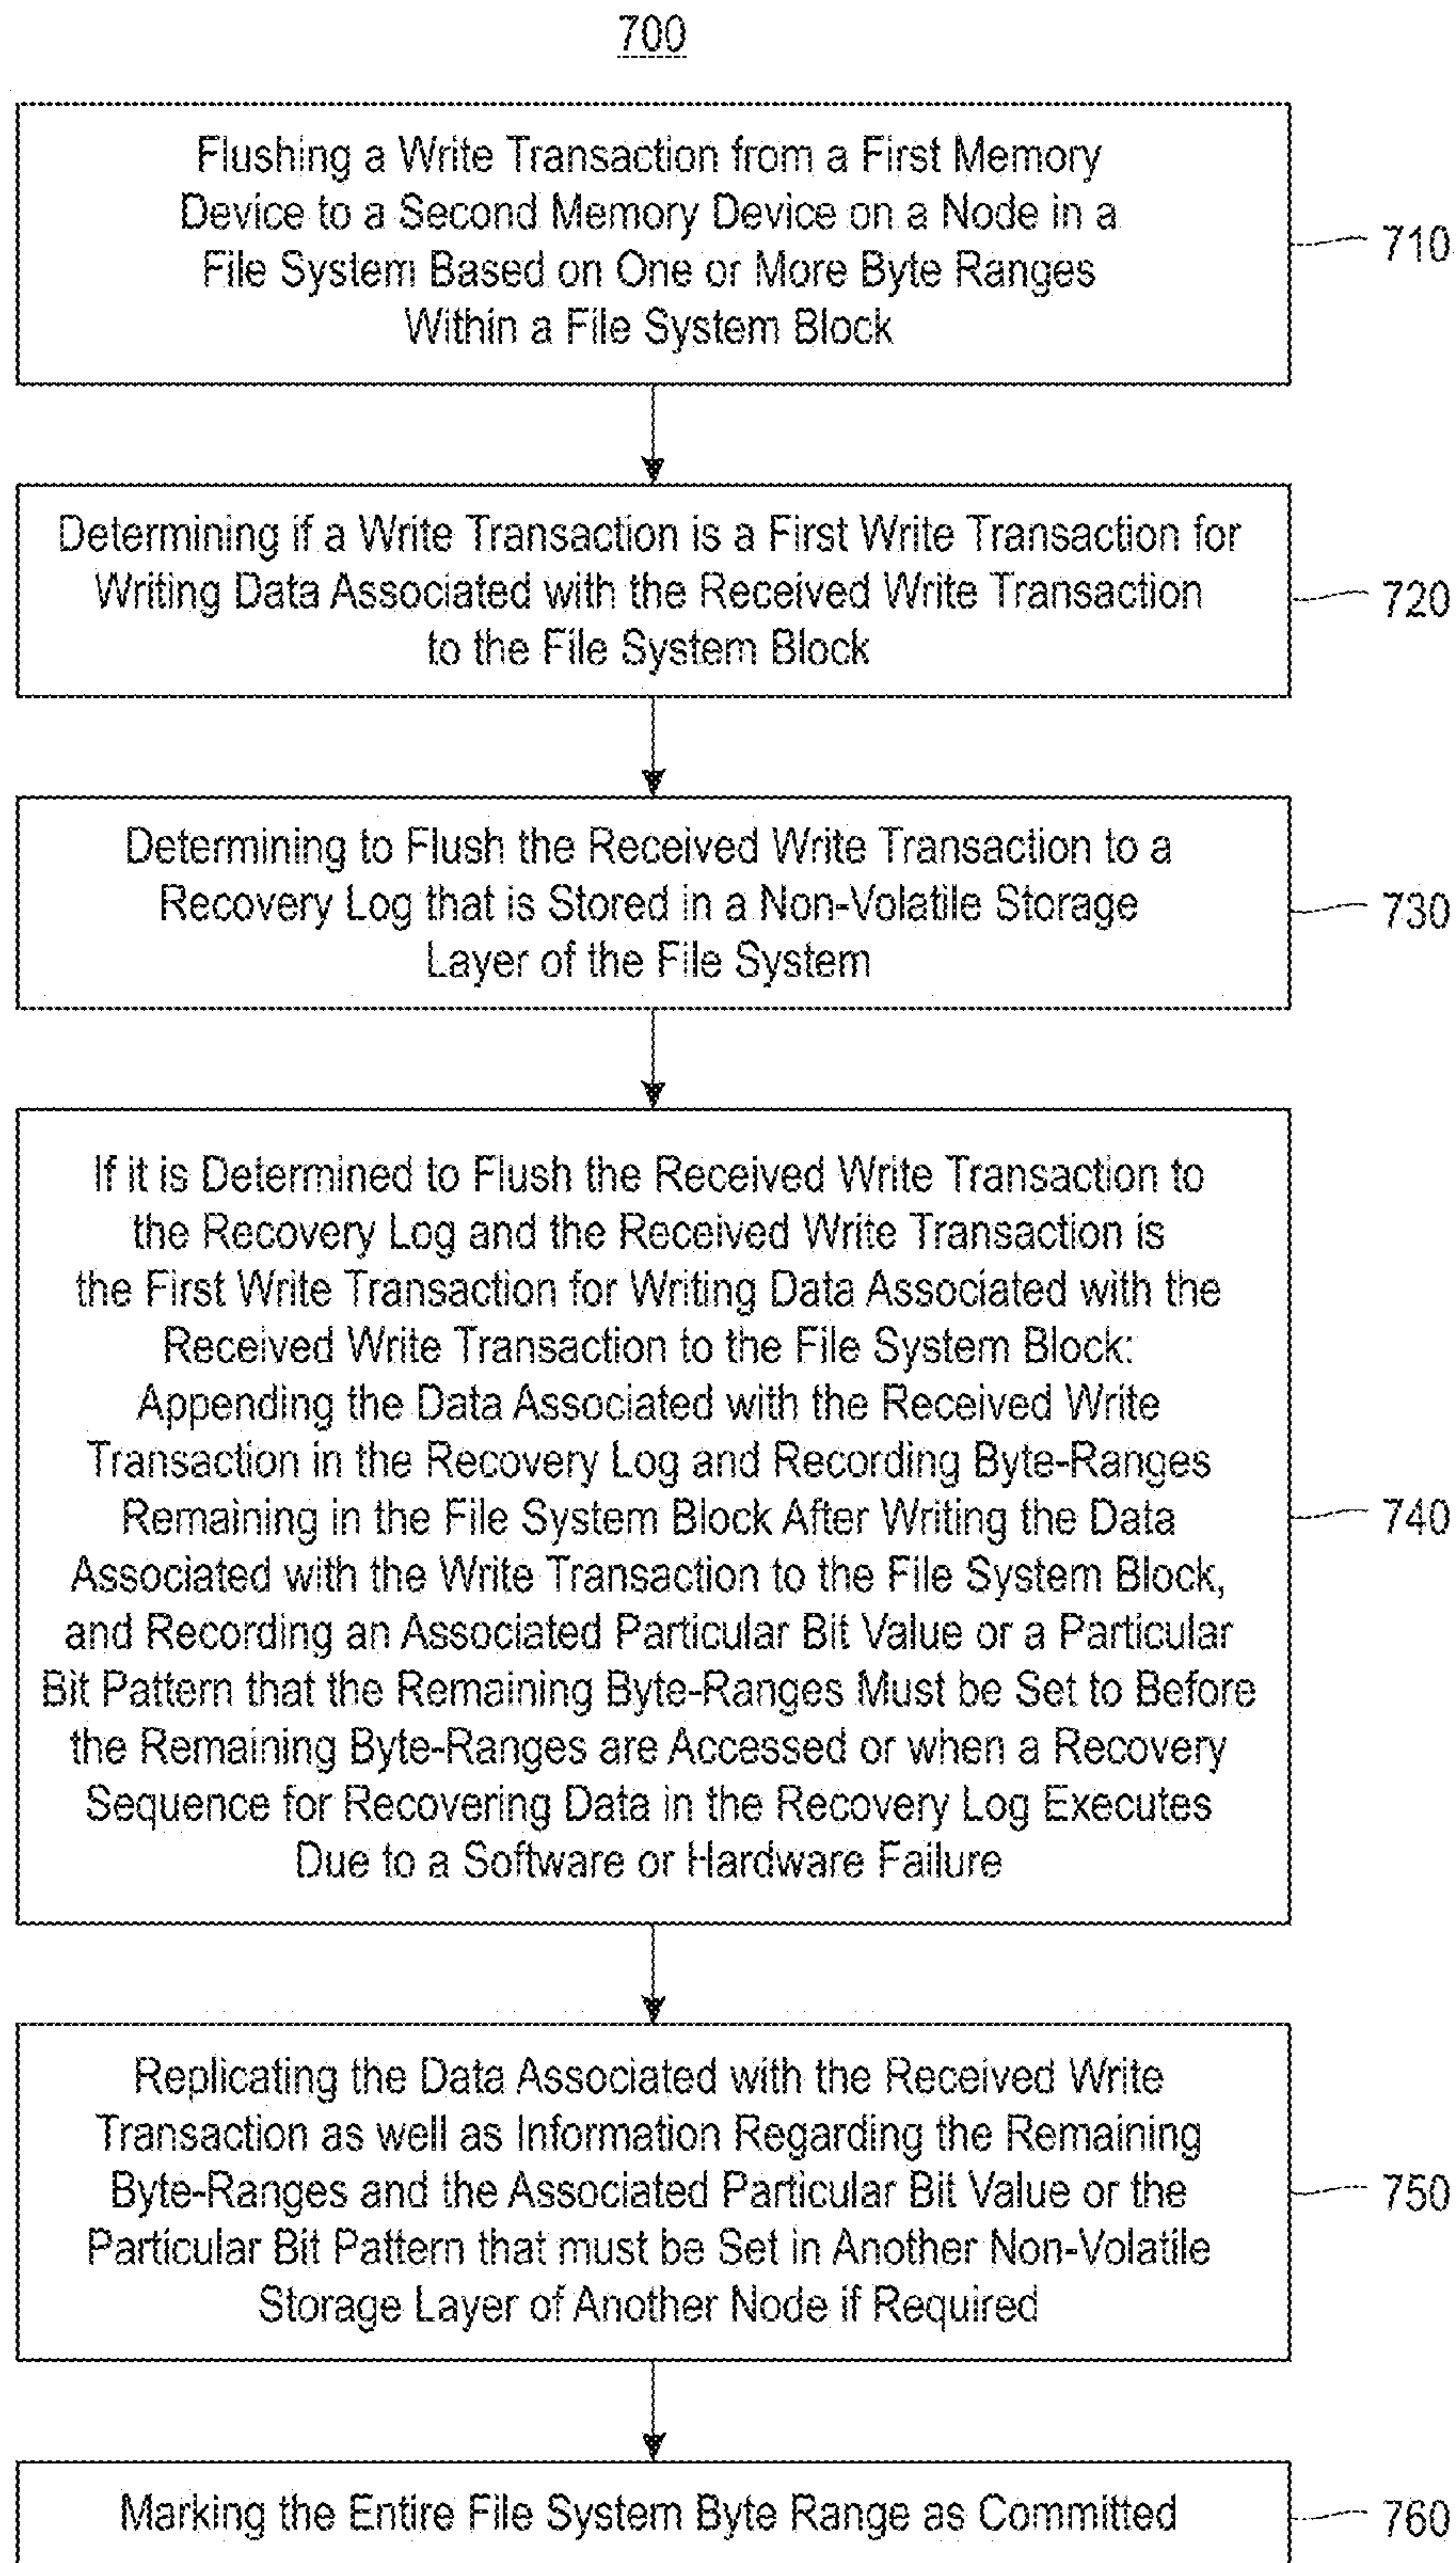 700
Flushing a Write Transaction from a First Memory
Device to a Second Memory Device on a Node in a
File System Based on One or More Byte Ranges
Within a File System Block
710
Determining if a Write Transaction is a First Write Transaction for
Writing Data Associated with the Received Write Transaction
to the File System Block
720
Determining to Flush the Received Write Transaction to a
Recovery Log that is Stored in a Non-Volatile Storage
Layer of the File System
730
If it is Determined to Flush the Received Write Transaction to
the Recovery Log and the Received Write Transaction is
the First Write Transaction for Writing Data Associated with the
Received Write Transaction to the File System Block:
Appending the Data Associated with the Received Write
Transaction in the Recovery Log and Recording Byte-Ranges
Remaining in the File System Block After Writing the Data
Associated with the Write Transaction to the File System Block,
and Recording an Associated Particular Bit Value or a Particular
Bit Pattern that the Remaining Byte-Ranges Must be Set to Before
the Remaining Byte-Ranges are Accessed or when a Recovery
Sequence for Recovering Data in the Recovery Log Executes
Due to a Software or Hardware Failure
740
Replicating the Data Associated with the Received Write
Transaction as well as Information Regarding the Remaining
Byte-Ranges and the Associated Particular Bit Value or the
Particular Bit Pattern that must be Set in Another Non-Volatile
Storage Layer of Another Node if Required
750
Marking the Entire File System Byte Range as Committed
760